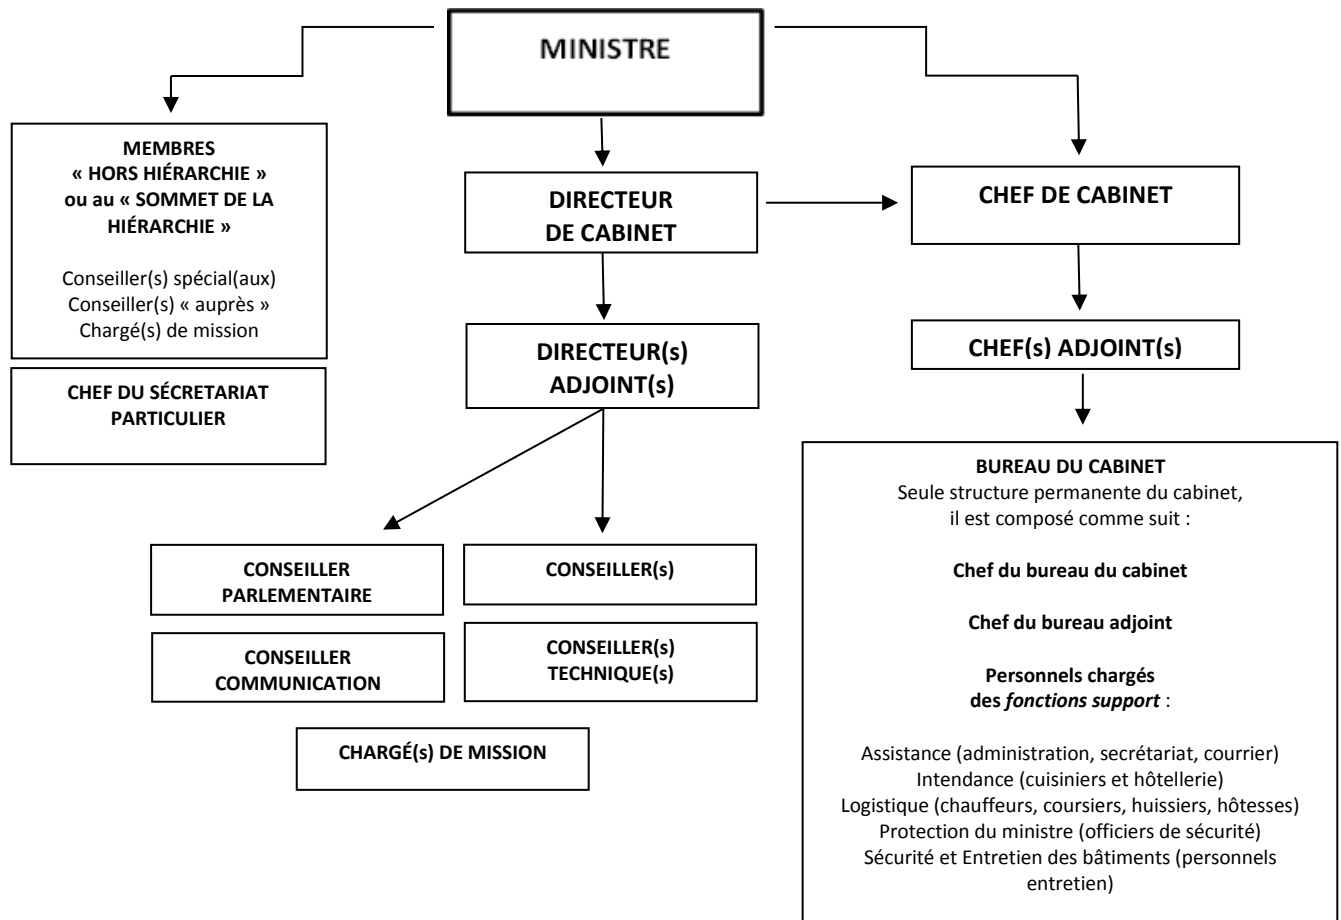 MINISTRE
MEMBRES
« HORS HIÉRARCHIE »
ou au « SOMMET DE LA
HIÉRARCHIE »
Conseiller(s) spécial(aux)
Conseiller(s) « auprès »
Chargé(s) de mission
CHEF DU SÉCRETARIAT
PARTICULIER
DIRECTEUR
DE CABINET
DIRECTEUR(s)
ADJOINT(s)
CONSEILLER
PARLEMENTAIRE
CONSEILLER(s)
CONSEILLER
COMMUNICATION
CONSEILLER(s)
TECHNIQUE(s)
CHARGÉ(s) DE MISSION
CHEF DE CABINET
CHEF(s) ADJOINT(s)
BUREAU DU CABINET
Seule structure permanente du cabinet,
il est composé comme suit :
Chef du bureau du cabinet
Chef du bureau adjoint
Personnels chargés
des fonctions support :
Assistance (administration, secrétariat, courrier)
Intendance (cuisiniers et hôtellerie)
Logistique (chauffeurs, coursiers, huissiers, hôtesses)
Protection du ministre (officiers de sécurité)
Sécurité et Entretien des bâtiments (personnels
entretien)